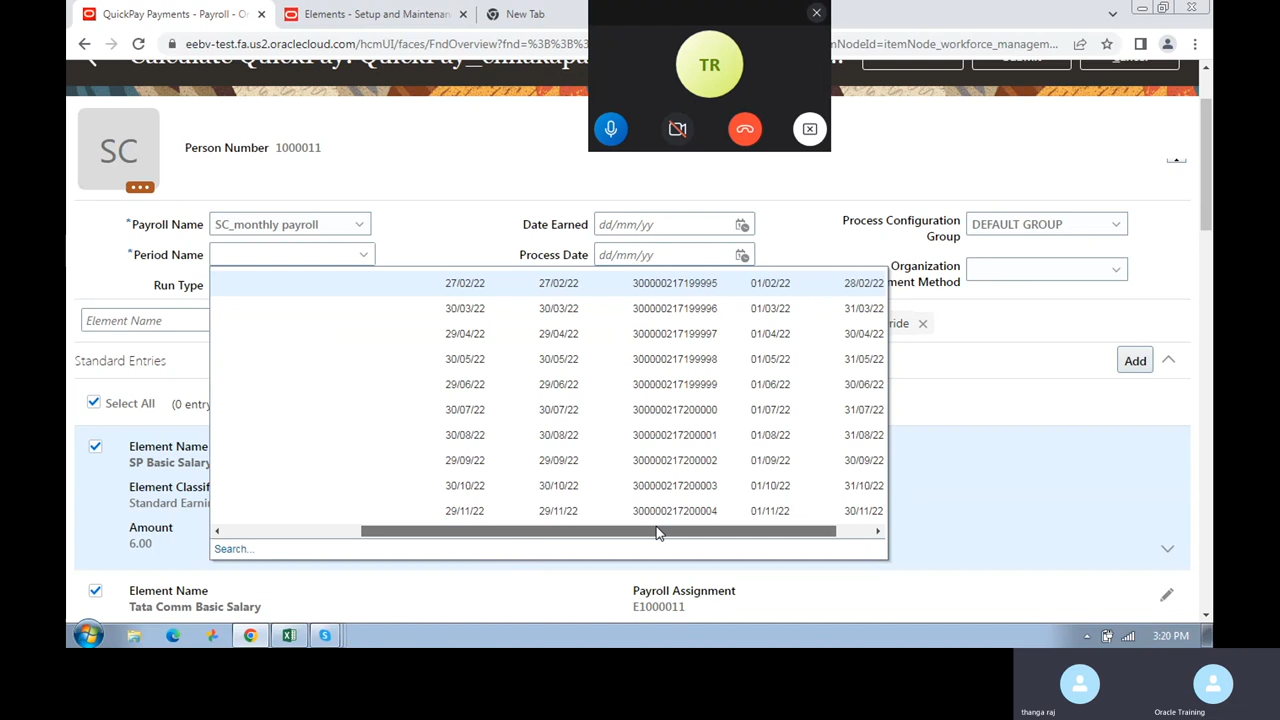 QuickPay Payments - Payroll - Or
Elements - Setup and Maintenan
New Tab
eebv-test.fa.us2.oraclecloud.com/hcmUI/faces/FndOverview?fnd=%3B%3B%
mNodeId=itemNode_workforce_managem...
TR
SC
Person Number 1000011
*Payroll Name SC_monthly payroll
Date Earned dd/mm/yy
Process Configuration
Group
DEFAULT GROUP
*Period Name
Process Date dd/mm/yy
Organization
ment Method
Run Type
27/02/22 27/02/22 300000217199995 01/02/22 28/02/22
30/03/22 30/03/22 300000217199996 01/03/22 31/03/22
29/04/22 29/04/22 300000217199997 01/04/22 30/04/22
30/05/22 30/05/22 300000217199998 01/05/22 31/05/22
29/06/22 29/06/22 300000217199999 01/06/22 30/06/22
30/07/22 30/07/22 300000217200000 01/07/22 31/07/22
30/08/22 30/08/22 300000217200001 01/08/22 31/08/22
29/09/22 29/09/22 300000217200002 01/09/22 30/09/22
30/10/22 30/10/22 300000217200003 01/10/22 31/10/22
29/11/22 29/11/22 300000217200004 01/11/22 30/11/22
Search...
Element Name
ride
Standard Entries
Add
Select All (0 entry
Element Name
SP Basic Salary
Element Classif
Standard Earnin
Amount
6.00
Element Name
Tata Comm Basic Salary
Payroll Assignment
E1000011
3:20 PM
thanga raj
Oracle Training